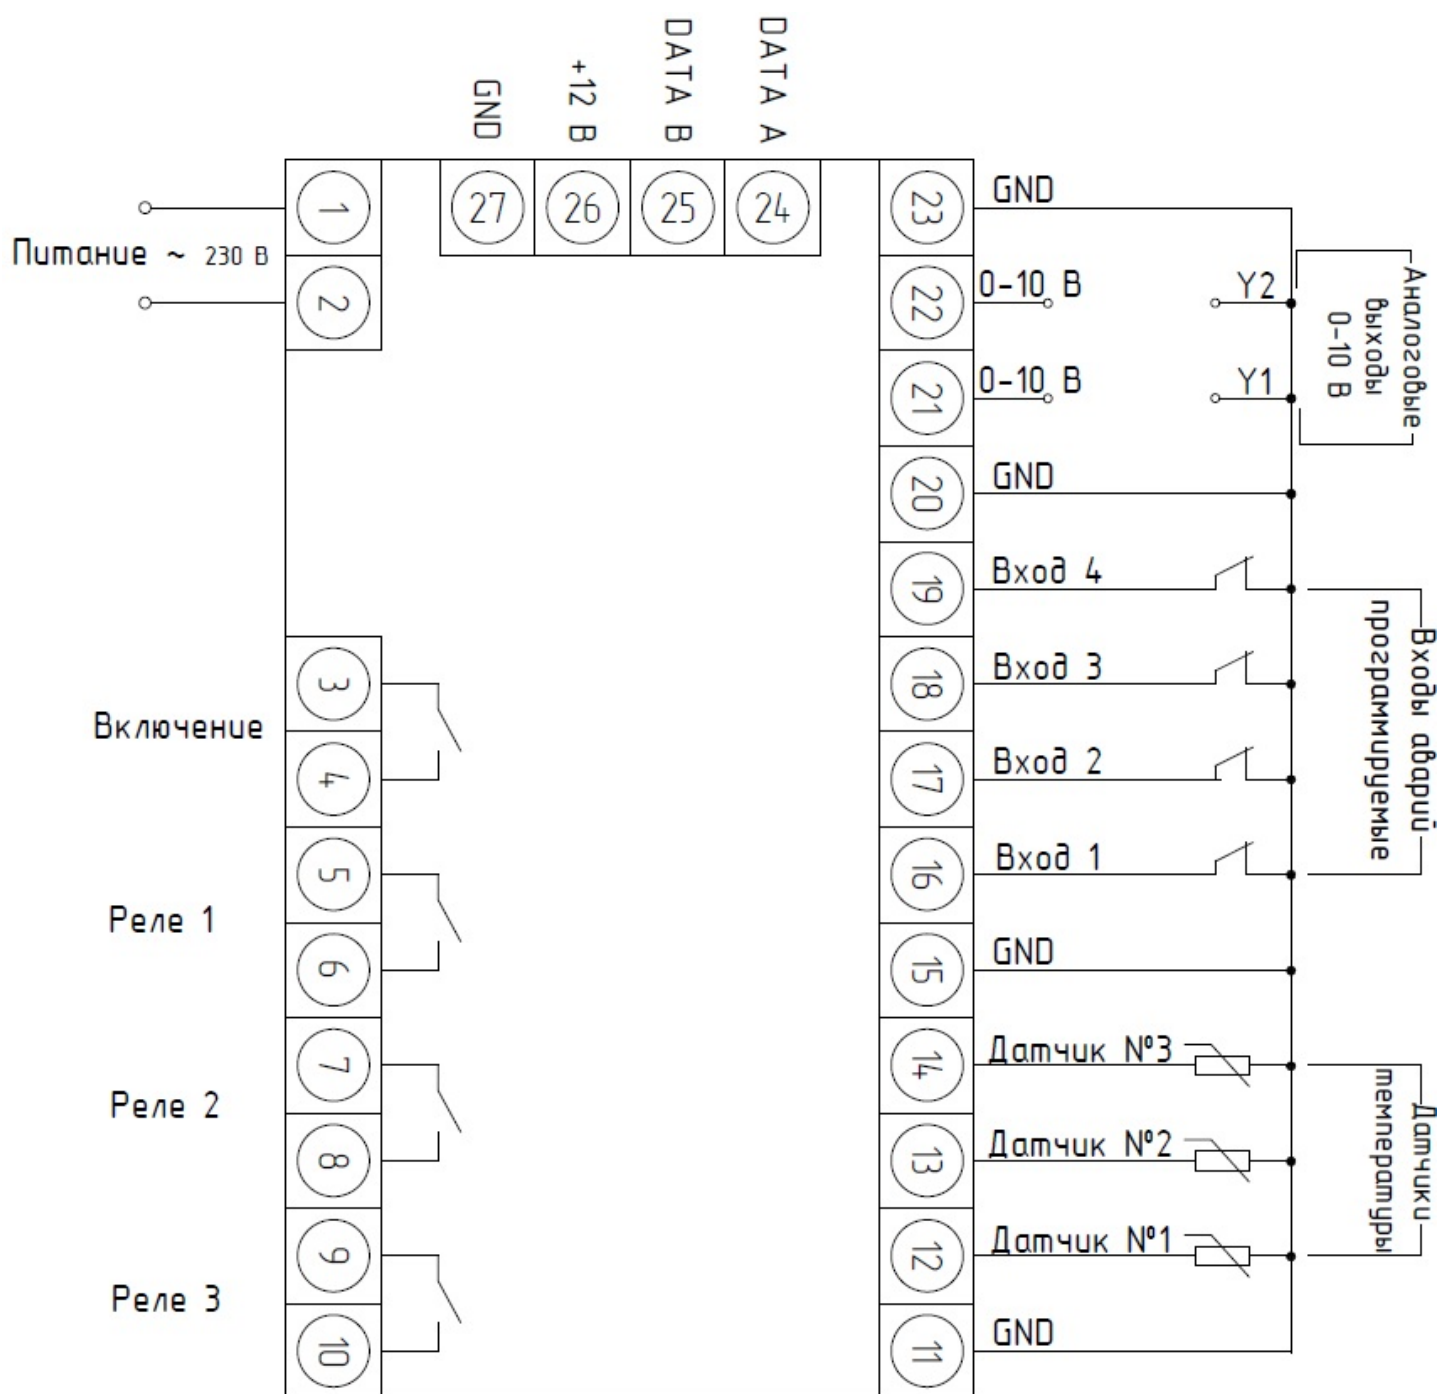 GND
+12 В
DATA B
DATA A
Питание ~ 230 В
1
2
27
26
25
24
23
GND
22
0-10 В
Y2
21
0-10 В
Y1
Аналоговые
выходы
0-10 В
20
GND
19
Вход 4
18
Вход 3
17
Вход 2
16
Вход 1
Входы аварий
программируемые
15
GND
14
Датчик №3
13
Датчик №2
12
Датчик №1
Датчики
температуры
11
GND
Включение
3
4
Реле 1
5
6
Реле 2
7
8
Реле 3
9
10